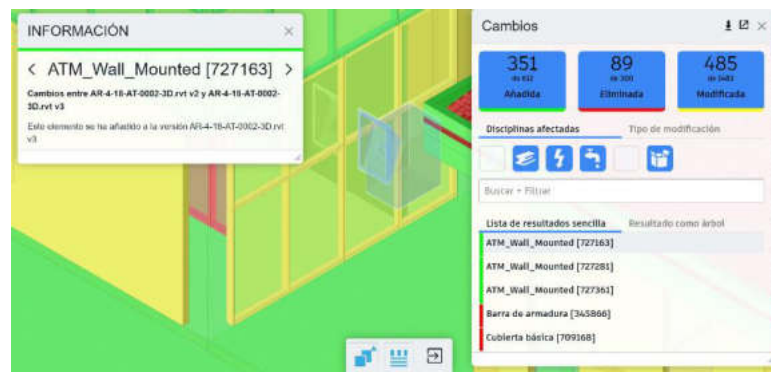 INFORMACIÓN
ATM_Wall_Mounted [727163]
Cambios entre AR-4-18-AT-0002-3D.rvt v2 y AR-4-18-AT-0002-
3D.rvt v3
Este elemento se ha añadido a la versión AR-4-18-AT-0002-3D.rvt
v3
Cambios
351
89
485
Añadida
Eliminada
Modificada
Disciplinas afectadas
Tipo de modificación
Buscar + Filtrar
Lista de resultados sencilla
Resultado como árbol
ATM_Wall_Mounted [727163]
ATM_Wall_Mounted [727281]
ATM_Wall_Mounted [727361]
Barra de armadura [345866]
Cubierta básica [709168]